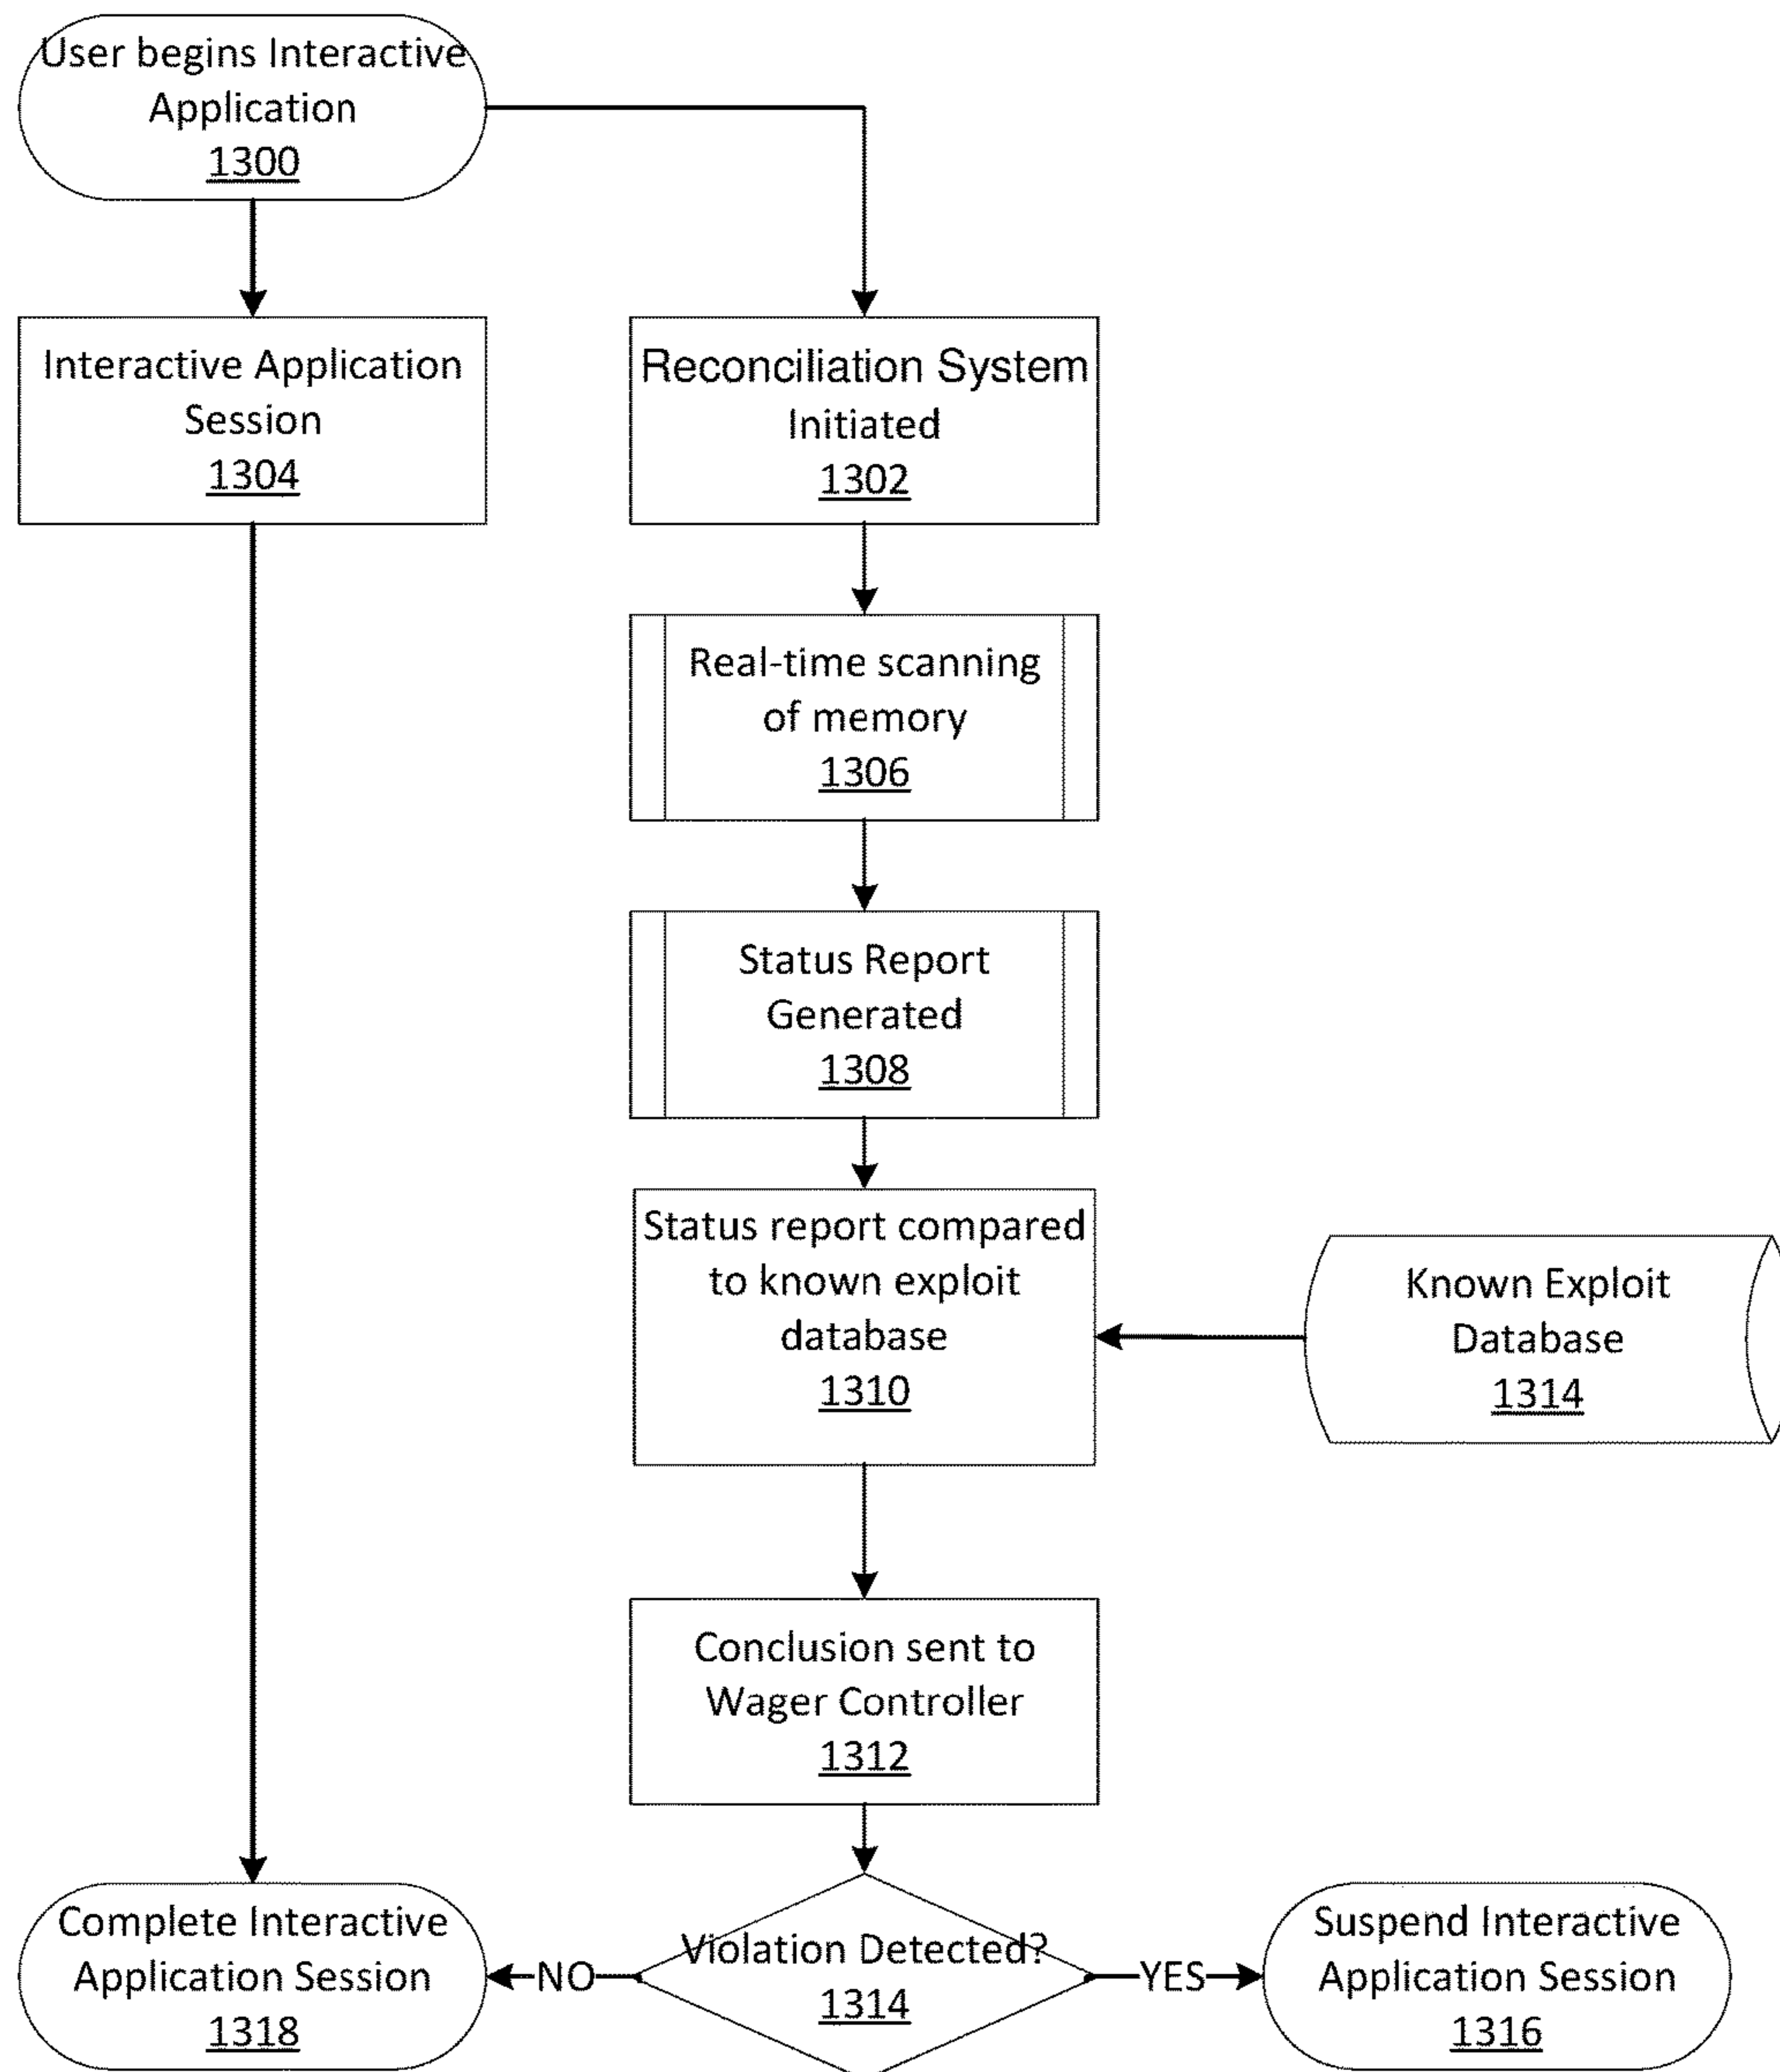 User begins Interactive
Application
1300
Interactive Application
Session
1304
Reconciliation System
Initiated
1302
Real-time scanning
of memory
1306
Status Report
Generated
1308
Status report compared
to known exploit
database
1310
Known Exploit
Database
1314
Conclusion sent to
Wager Controller
1312
Complete Interactive
Application Session
1318
NO
Violation Detected?
1314
YES
Suspend Interactive
Application Session
1316